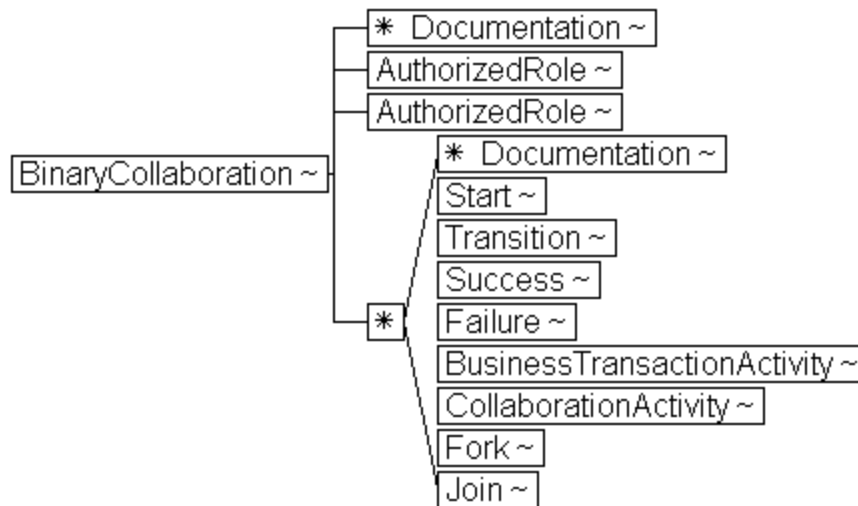 * Documentation ~
AuthorizedRole ~
AuthorizedRole ~
BinaryCollaboration ~
* Documentation ~
Start ~
Transition ~
Success ~
*
Failure ~
BusinessTransactionActivity ~
CollaborationActivity ~
Fork ~
Join ~